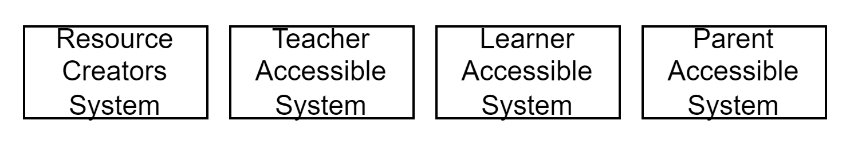 Resource
Creators
System
Teacher
Accessible
System
Learner
Accessible
System
Parent
Accessible
System